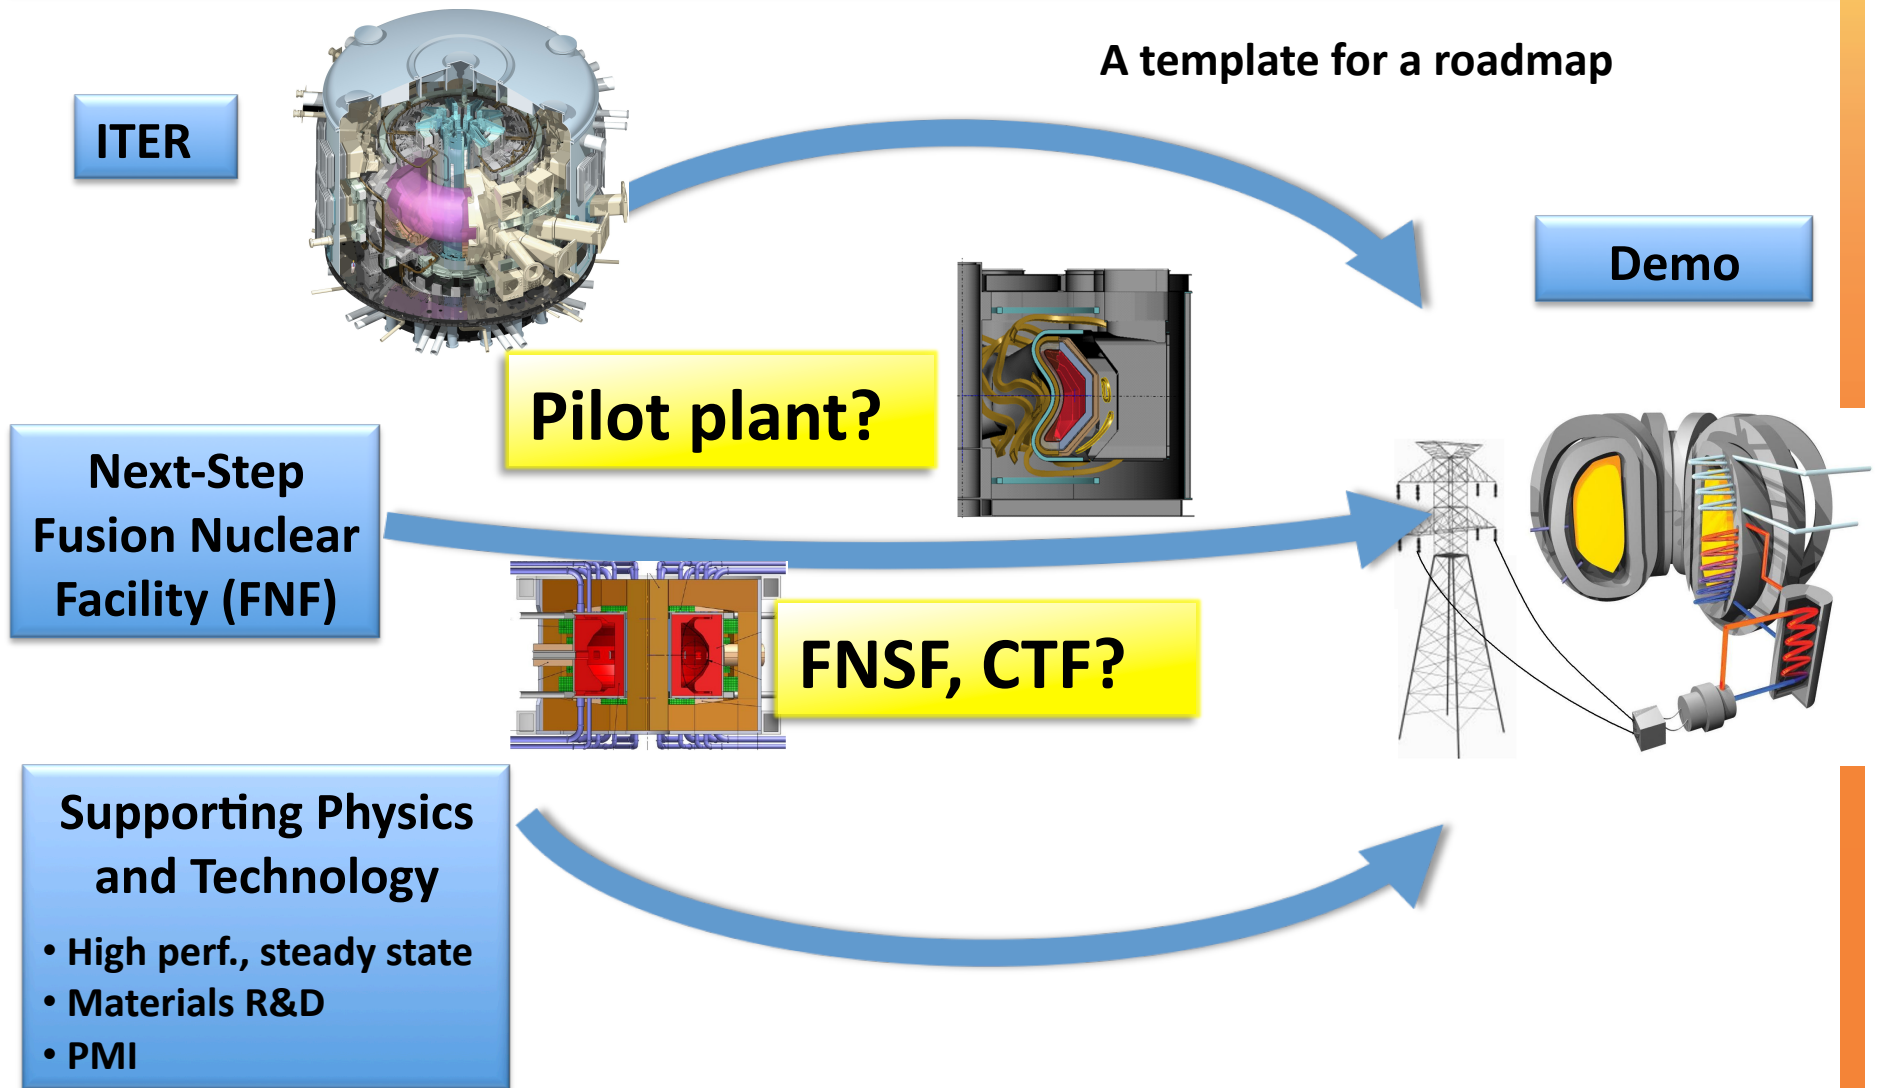 A template for a roadmap
ITER
Demo
Pilot plant?
Next-Step
Fusion Nuclear
Facility (FNF)
FNSF, CTF?
Supporting Physics
and Technology
• High perf., steady state
• Materials R&D
• PMI